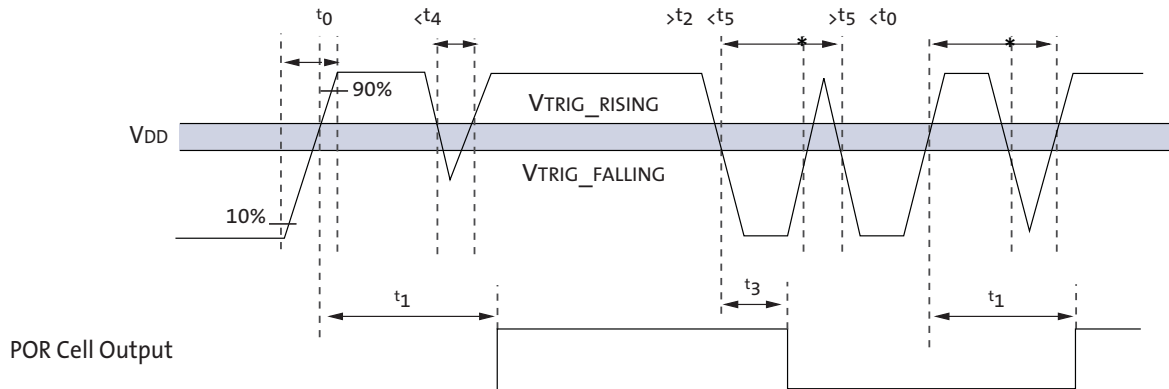 t0 <t4 >t2 <t5 >t5 <t0
* *
90%
VTRIG_RISING
VDD
VTRIG_FALLING
10%
t1 t3 t1
POR Cell Output